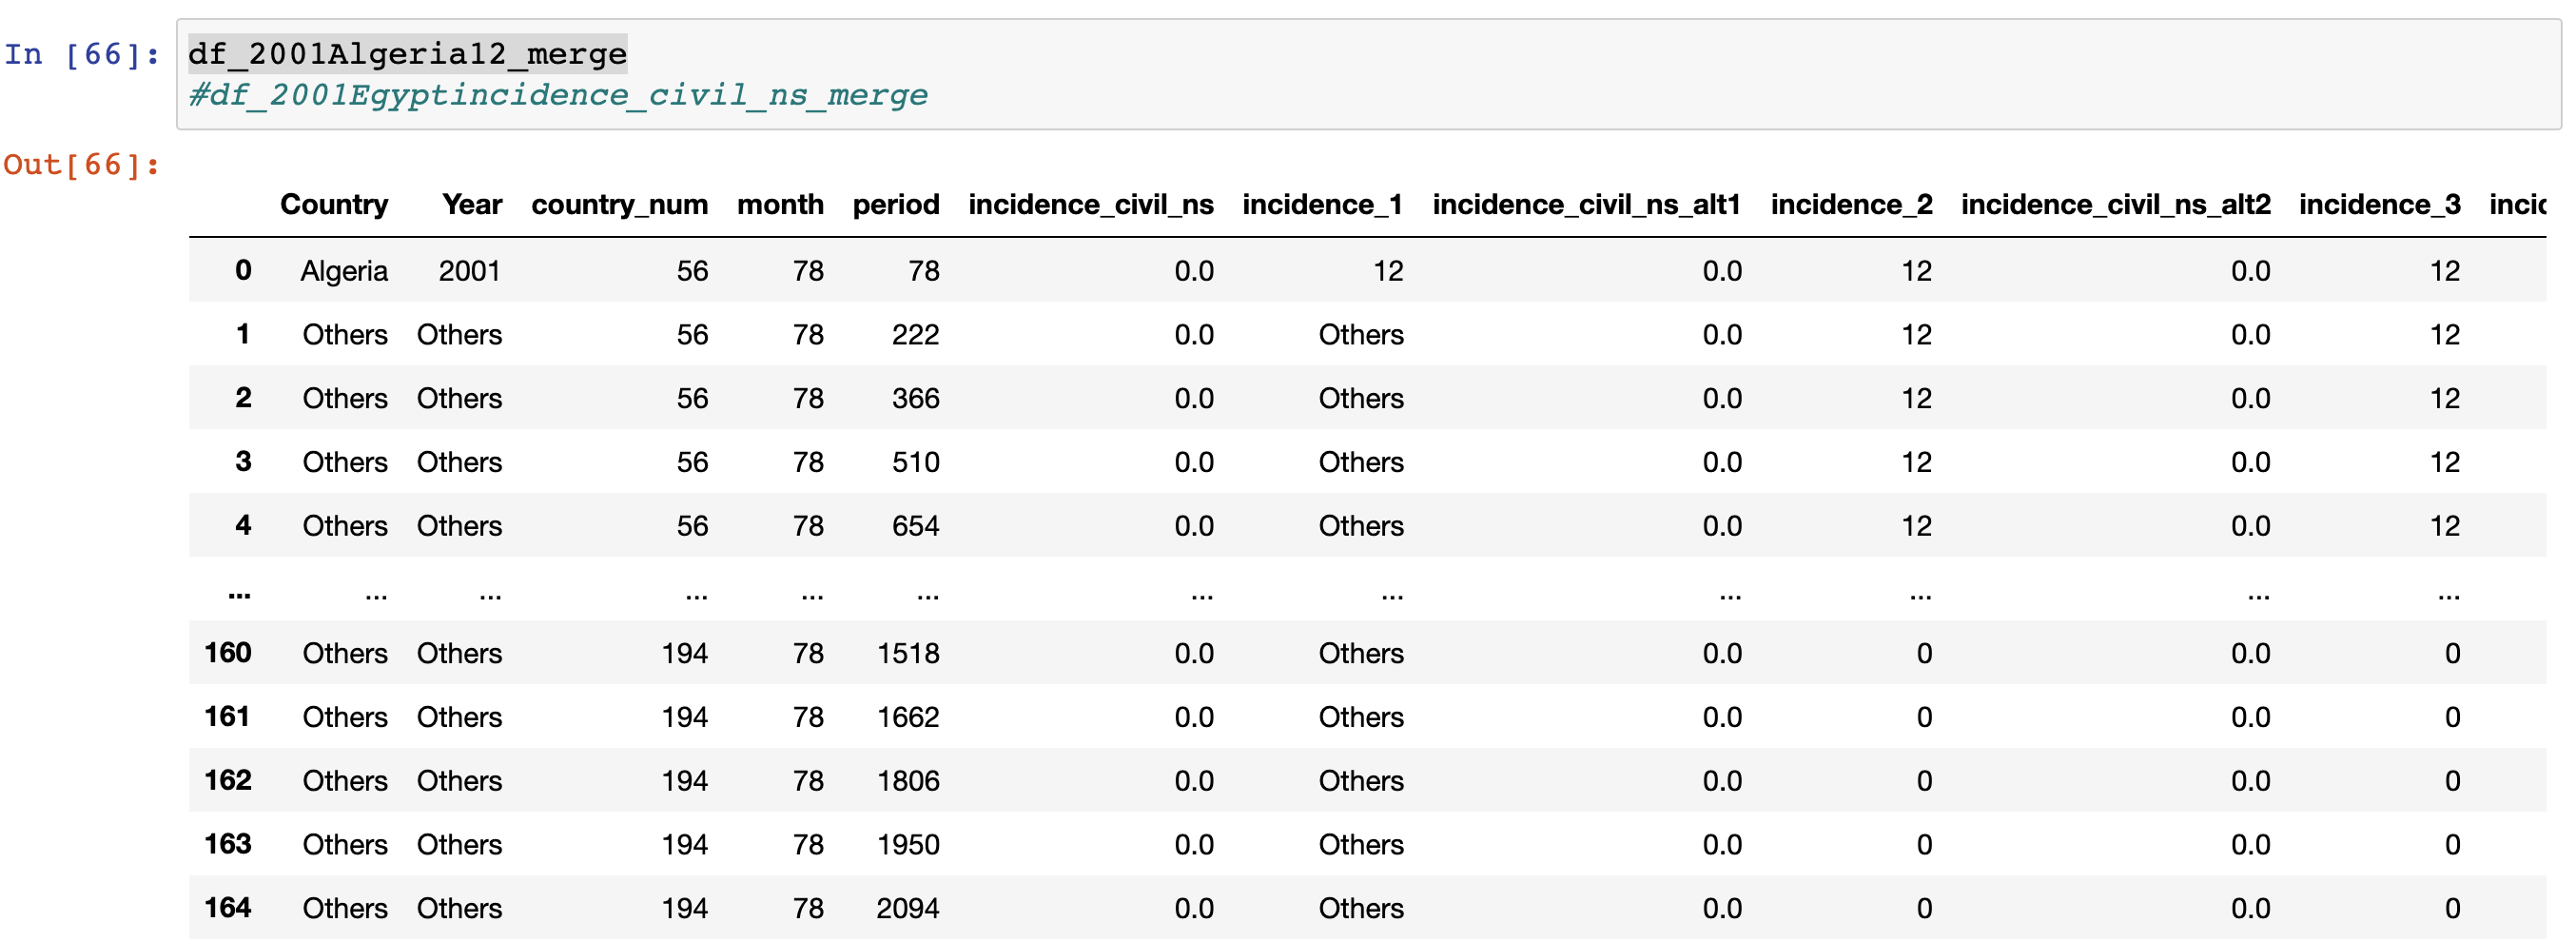 In [66]: df_2001Algeria12_merge
#df_2001Egyptincidence_civil_ns_merge
Out[66]:
Country Year country_num month period incidence_civil_ns incidence_1 incidence_civil_ns_alt1 incidence_2 incidence_civil_ns_alt2 incidence_3 incid
0 Algeria 2001 56 78 78 0.0 12 0.0 12 0.0 12
1 Others Others 56 78 222 0.0 Others 0.0 12 0.0 12
2 Others Others 56 78 366 0.0 Others 0.0 12 0.0 12
3 Others Others 56 78 510 0.0 Others 0.0 12 0.0 12
4 Others Others 56 78 654 0.0 Others 0.0 12 0.0 12
... ... ... ... ... ... ... ... ... ... ... ...
160 Others Others 194 78 1518 0.0 Others 0.0 0 0.0 0
161 Others Others 194 78 1662 0.0 Others 0.0 0 0.0 0
162 Others Others 194 78 1806 0.0 Others 0.0 0 0.0 0
163 Others Others 194 78 1950 0.0 Others 0.0 0 0.0 0
164 Others Others 194 78 2094 0.0 Others 0.0 0 0.0 0